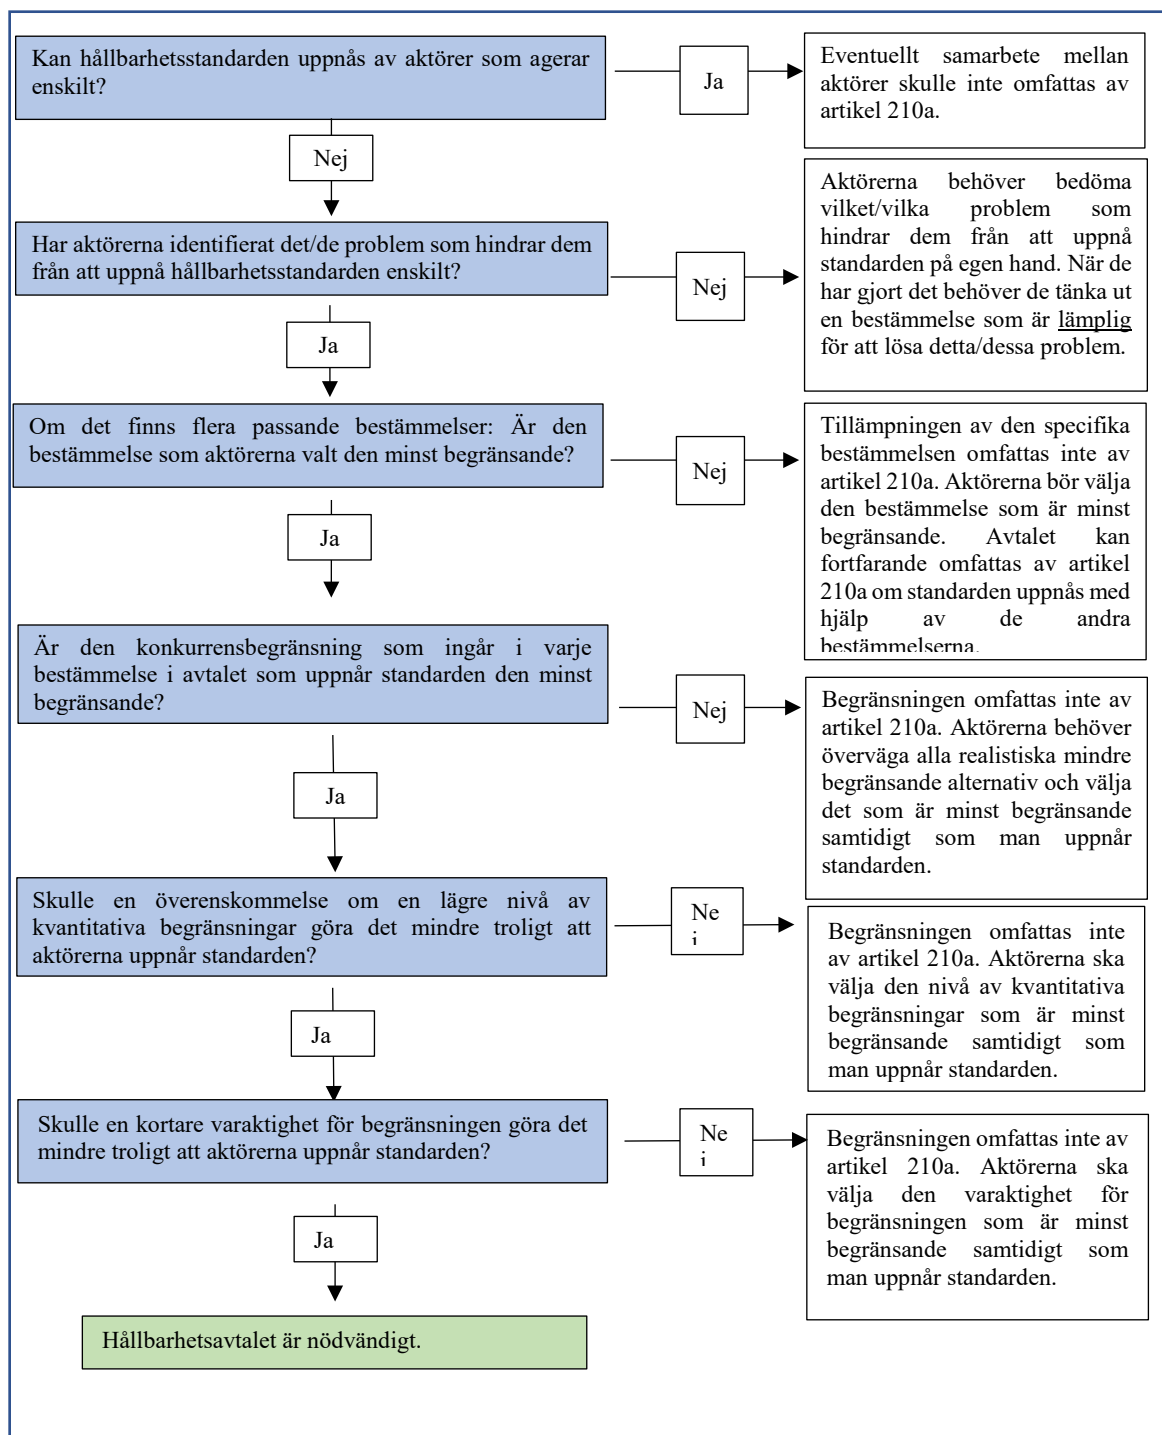 Kan hållbarhetsstandarden uppnås av aktörer som agerar
enskilt?
Ja
Eventuellt samarbete mellan
aktörer skulle inte omfattas av
artikel 210a.
Nej
Har aktörerna identifierat det/de problem som hindrar dem
från att uppnå hållbarhetsstandarden enskilt?
Nej
Aktörerna behöver bedöma
vilket/vilka problem som
hindrar dem från att uppnå
standarden på egen hand. När de
har gjort det behöver de tänka ut
en bestämmelse som är lämplig
för att lösa detta/dessa problem.
Ja
Om det finns flera passande bestämmelser: Är den
bestämmelse som aktörerna valt den minst begränsande?
Nej
Tillämpningen av den specifika
bestämmelsen omfattas inte av
artikel 210a. Aktörerna bör välja
den bestämmelse som är minst
begränsande. Avtalet kan
fortfarande omfattas av artikel
210a om standarden uppnås med
hjälp av de andra
bestämmelserna.
Ja
Är den konkurrensbegränsning som ingår i varje
bestämmelse i avtalet som uppnår standarden den minst
begränsande?
Nej
Begränsningen omfattas inte av
artikel 210a. Aktörerna behöver
överväga alla realistiska mindre
begränsande alternativ och välja
det som är minst begränsande
samtidigt som man uppnår
standarden.
Ja
Skulle en överenskommelse om en lägre nivå av
kvantitativa begränsningar göra det mindre troligt att
aktörerna uppnår standarden?
Ne
j
Begränsningen omfattas inte
av artikel 210a. Aktörerna ska
välja den nivå av kvantitativa
begränsningar som är minst
begränsande samtidigt som
man uppnår standarden.
Ja
Skulle en kortare varaktighet för begränsningen göra det
mindre troligt att aktörerna uppnår standarden?
Ne
j
Begränsningen omfattas inte av
artikel 210a. Aktörerna ska
välja den varaktighet för
begränsningen som är minst
begränsande samtidigt som
man uppnår standarden.
Ja
Hållbarhetsavtalet är nödvändigt.